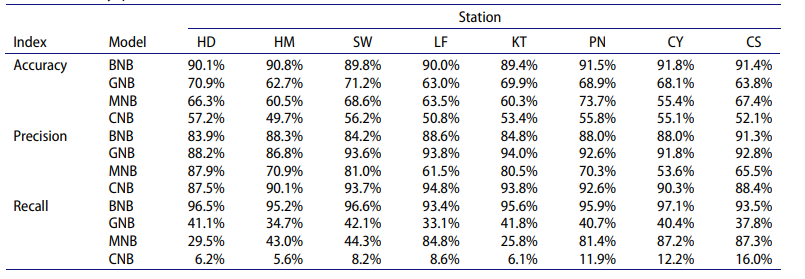 Station
Index Model HD HM SW LF KT PN CY CS
Accuracy BNB 90.1% 90.8% 89.8% 90.0% 89.4% 91.5% 91.8% 91.4%
GNB 70.9% 62.7% 71.2% 63.0% 69.9% 68.9% 68.1% 63.8%
MNB 66.3% 60.5% 68.6% 63.5% 60.3% 73.7% 55.4% 67.4%
CNB 57.2% 49.7% 56.2% 50.8% 53.4% 55.8% 55.1% 52.1%
Precision BNB 83.9% 88.3% 84.2% 88.6% 84.8% 88.0% 88.0% 91.3%
GNB 88.2% 86.8% 93.6% 93.8% 94.0% 92.6% 91.8% 92.8%
MNB 87.9% 70.9% 81.0% 61.5% 80.5% 70.3% 53.6% 65.5%
CNB 87.5% 90.1% 93.7% 94.8% 93.8% 92.6% 90.3% 88.4%
Recall BNB 96.5% 95.2% 96.6% 93.4% 95.6% 95.9% 97.1% 93.5%
GNB 41.1% 34.7% 42.1% 33.1% 41.8% 40.7% 40.4% 37.8%
MNB 29.5% 43.0% 44.3% 84.8% 25.8% 81.4% 87.2% 87.3%
CNB 6.2% 5.6% 8.2% 8.6% 6.1% 11.9% 12.2% 16.0%